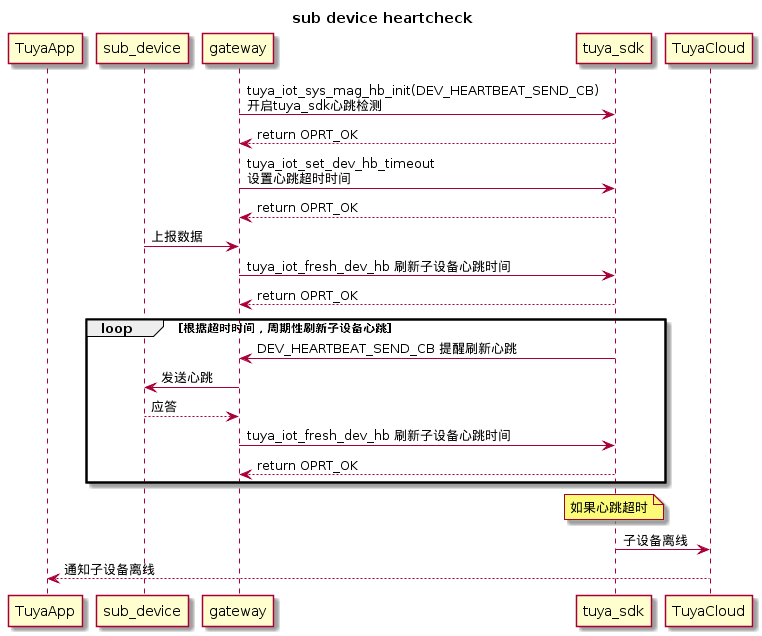 sub device heartcheck
TuyaApp
sub_device
gateway
tuya_sdk
TuyaCloud
tuya_iot_sys_mag_hb_init(DEV_HEARTBEAT_SEND_CB)
开启tuya_sdk心跳检测
return OPRT_OK
tuya_iot_set_dev_hb_timeout
设置心跳超时时间
return OPRT_OK
上报数据
tuya_iot_fresh_dev_hb 刷新子设备心跳时间
return OPRT_OK
loop [根据超时时间，周期性刷新子设备心跳]
DEV_HEARTBEAT_SEND_CB 提醒刷新心跳
发送心跳
应答
tuya_iot_fresh_dev_hb 刷新子设备心跳时间
return OPRT_OK
如果心跳超时
子设备离线
通知子设备离线
TuyaApp
sub_device
gateway
tuya_sdk
TuyaCloud